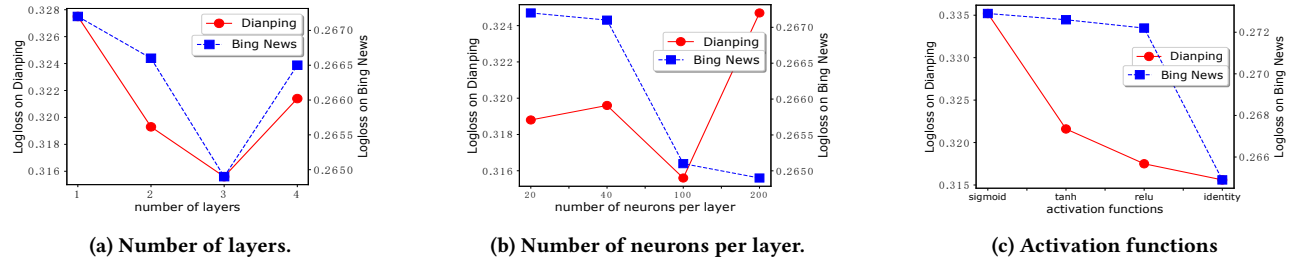 0.328
0.326
0.324
0.322
0.320
0.318
0.316
Logloss on Dianping
Dianping
Bing News
0.2670
0.2665
0.2660
0.2655
0.2650
Logloss on Bing News
1 2 3 4
number of layers
(a) Number of layers.
0.324
0.322
0.320
0.318
0.316
Logloss on Dianping
Dianping
Bing News
0.2670
0.2665
0.2660
0.2655
0.2650
Logloss on Bing News
20 40 100 200
number of neurons per layer
(b) Number of neurons per layer.
0.335
0.330
0.325
0.320
0.315
Logloss on Dianping
Dianping
Bing News
0.272
0.270
0.268
0.266
Logloss on Bing News
sigmoid tanh relu identity
activation functions
(c) Activation functions